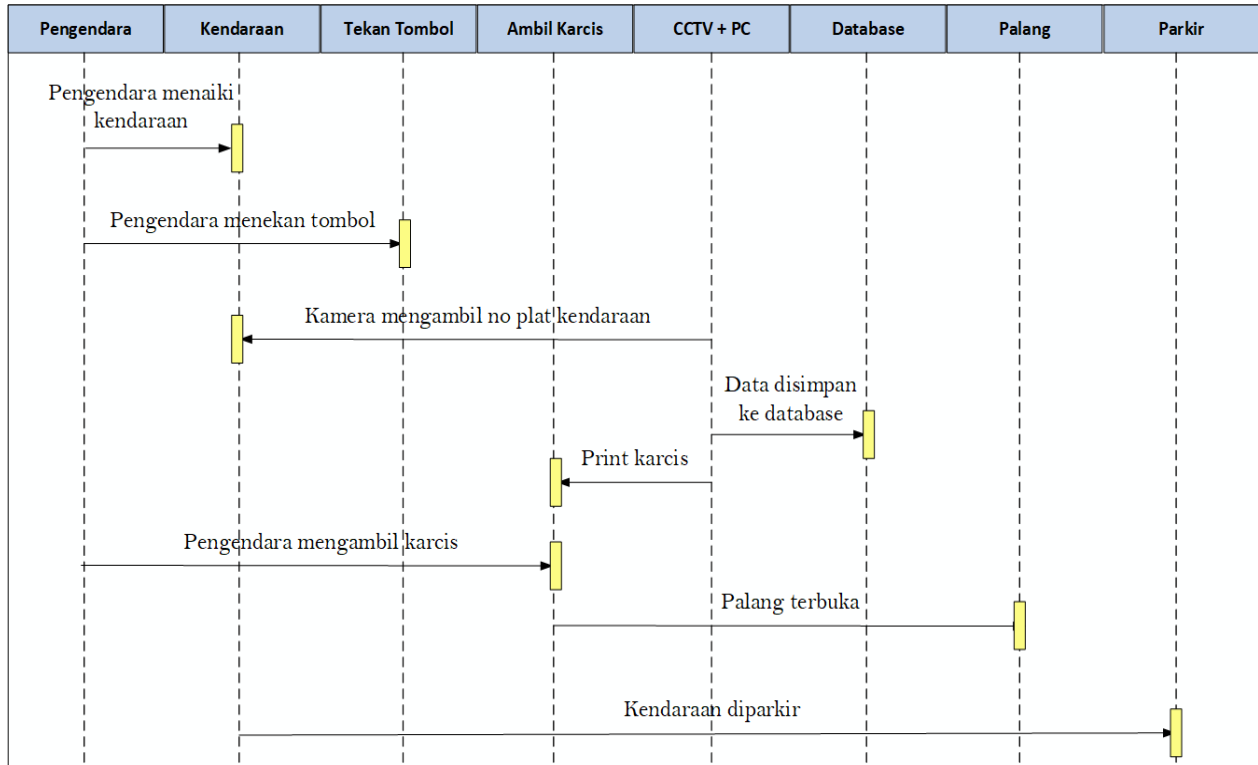 Pengendara
Kendaraan
Tekan Tombol
Ambil Karcis
CCTV + PC
Database
Palang
Parkir
Pengendara menaiki
kendaraan
Pengendara menekan tombol
Kamera mengambil no plat kendaraan
Data disimpan
ke database
Print karcis
Pengendara mengambil karcis
Palang terbuka
Kendaraan diparkir